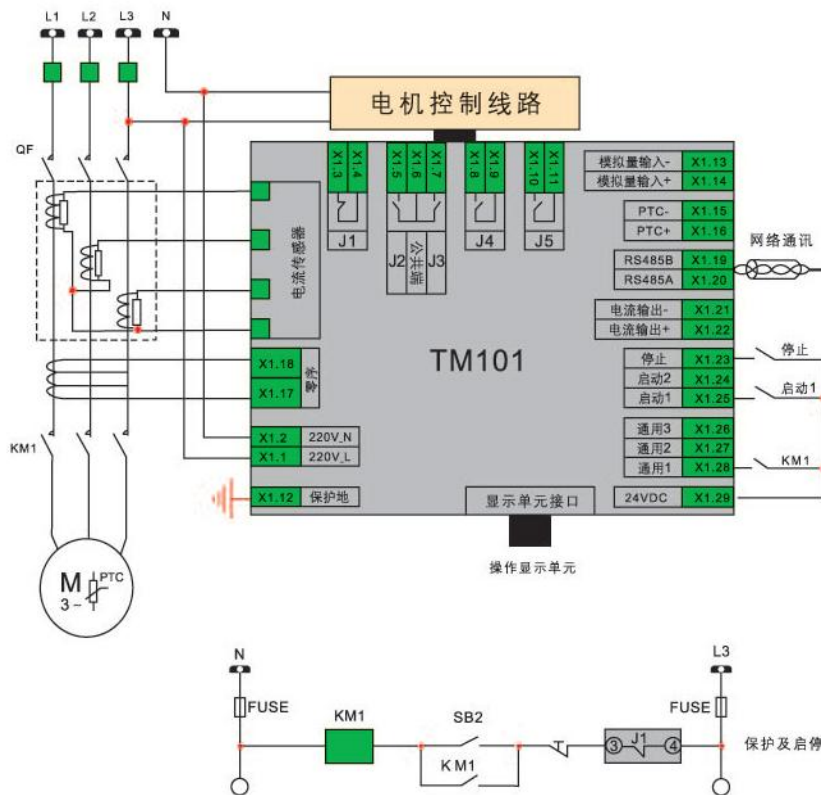 L1 L2 L3 N
电机控制线路
QF
X1.3 X1.4 X1.5 X1.6 X1.7 X1.8 X1.9 X1.10 X1.11
J1 J2 公共端 J3 J4 J5
电流传感器
模拟量输入- X1.13
模拟量输入+ X1.14
PTC- X1.15
PTC+ X1.16
网络通讯
RS485B X1.19
RS485A X1.20
电流输出- X1.21
电流输出+ X1.22
TM101
X1.18
X1.17
零序
停止 X1.23 停止
启动2 X1.24
启动1 X1.25 启动1
KM1
X1.2 220V_N
X1.1 220V_L
通用3 X1.26
通用2 X1.27
通用1 X1.28 KM1
X1.12 保护地
显示单元接口
24VDC X1.29
操作显示单元
M PTC
3~
N L3
FUSE FUSE
KM1 SB2
3 J1 4
保护及启停
KM1